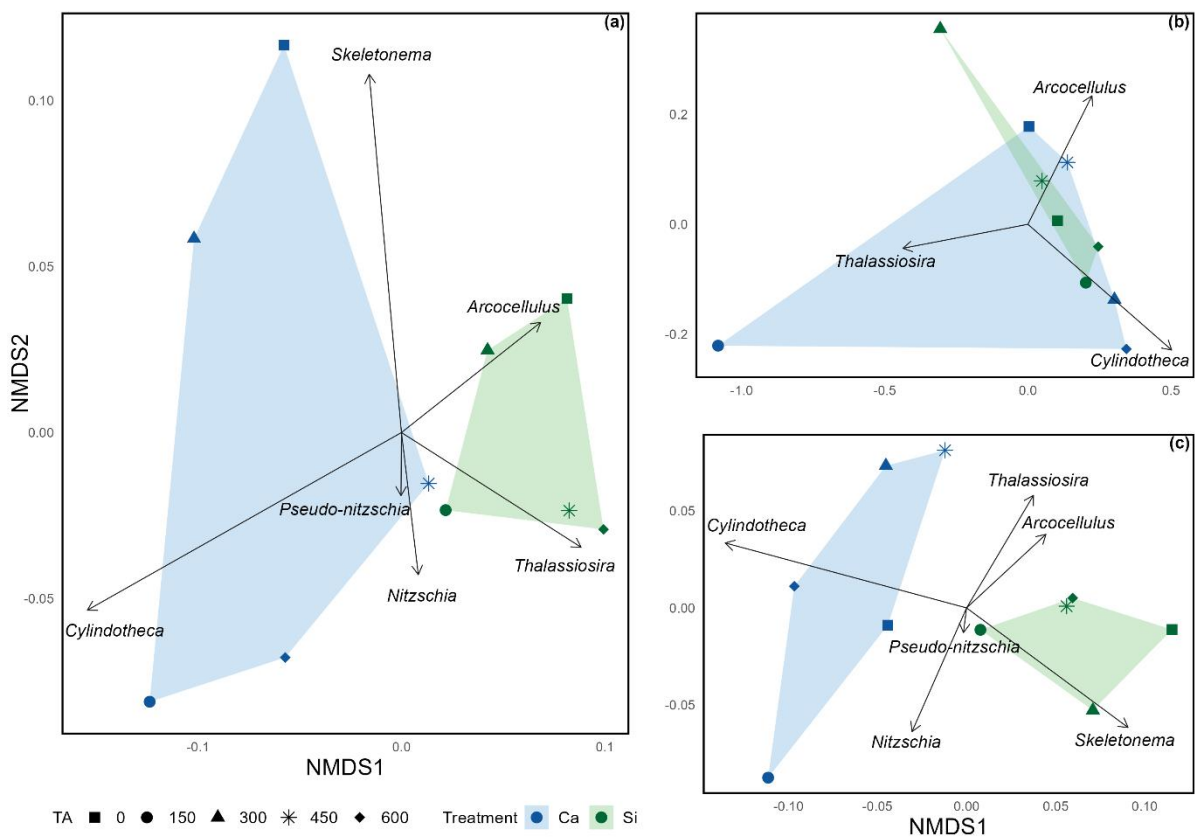 (a)
Skeletonema
0.10
0.05
Arcocellulus
NMDS2
0.00
Pseudo-nitzschia
Thalassiosira
Nitzschia
-0.05
Cylindotheca
-0.1
0.0
0.1
NMDS1
(b)
Arcocellulus
0.2
0.0
Thalassiosira
-0.2
Cylindotheca
-1.0
-0.5
0.0
0.5
(c)
Thalassiosira
0.05
Cylindotheca
Arcocellulus
0.00
Pseudo-nitzschia
-0.05
Nitzschia
Skeletonema
-0.10
-0.05
0.00
0.05
0.10
NMDS1
TA 0 150 300 450 600 Treatment Ca Si